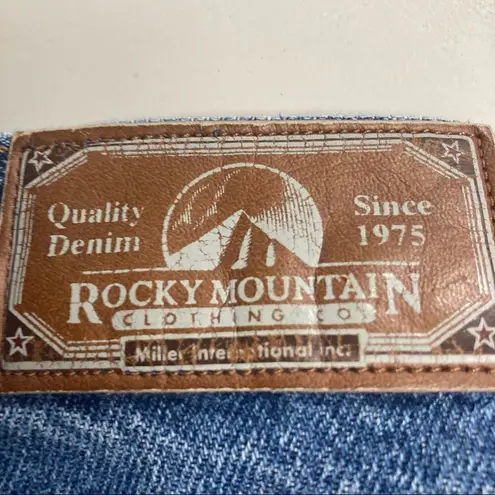 Quality
Denim
Since
1975
ROCKY MOUNTAIN
CLOTHING CO
Miller International Inc.